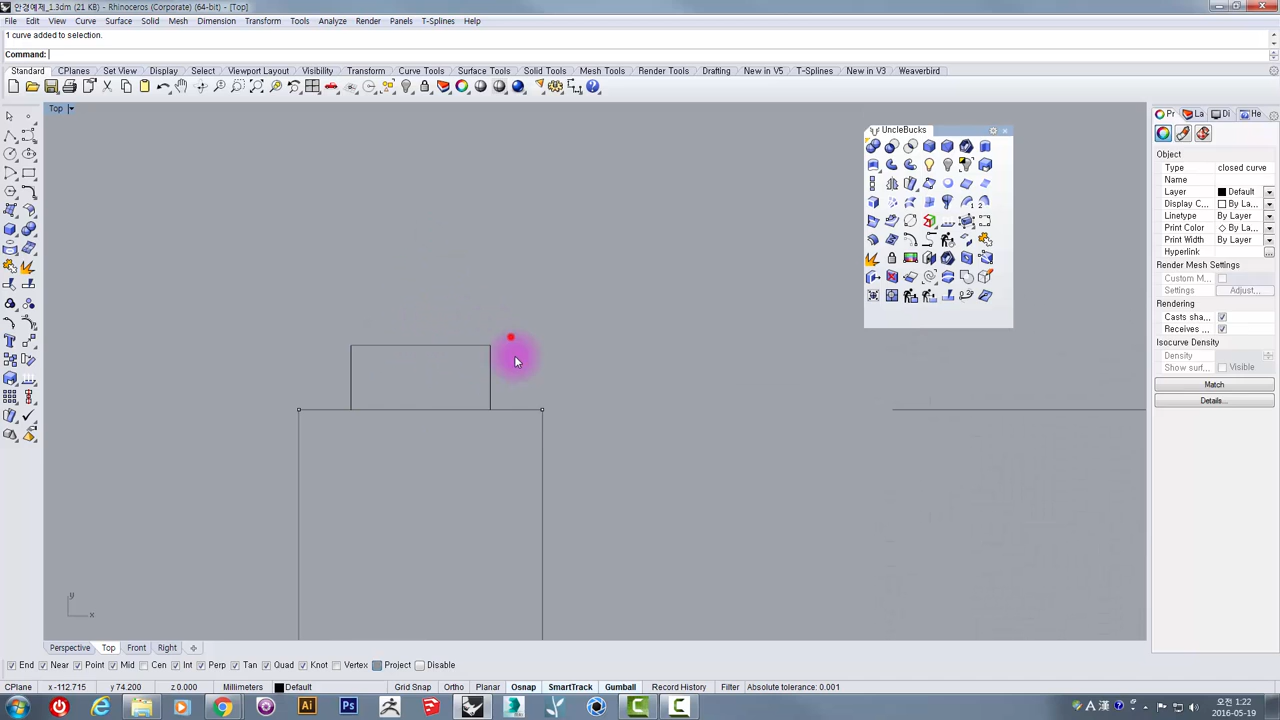 안경예제_1.3dm (21 KB) - Rhinoceros (Corporate) (64-bit) - [Top]
File Edit View Curve Surface Solid Mesh Dimension Transform Tools Analyze Render Panels T-Splines Help
1 curve added to selection.
Command:
Standard CPlanes Set View Display Select Viewport Layout Visibility Transform Curve Tools Surface Tools Solid Tools Mesh Tools Render Tools Drafting New in V5 T-Splines New in V3 Weaverbird
Top
Pr La Di He
UncleBucks
Object
Type closed curve
Name
Layer Default
Display C... By La...
Linetype By Layer
Print Color By La...
Print Width By Layer
Hyperlink
Render Mesh Settings
Custom M...
Settings Adjust...
Rendering
Casts sha...
Receives ...
Isocurve Density
Density
Show surf... Visible
Match
Details...
y
x
Perspective Top Front Right
End Near Point Mid Cen Int Perp Tan Quad Knot Vertex Project Disable
CPlane x -112.715 y 74.200 z 0.000 Millimeters Default Grid Snap Ortho Planar Osnap SmartTrack Gumball Record History Filter Absolute tolerance: 0.001
Ai Ps A 漢 오전 1:22
2016-05-19